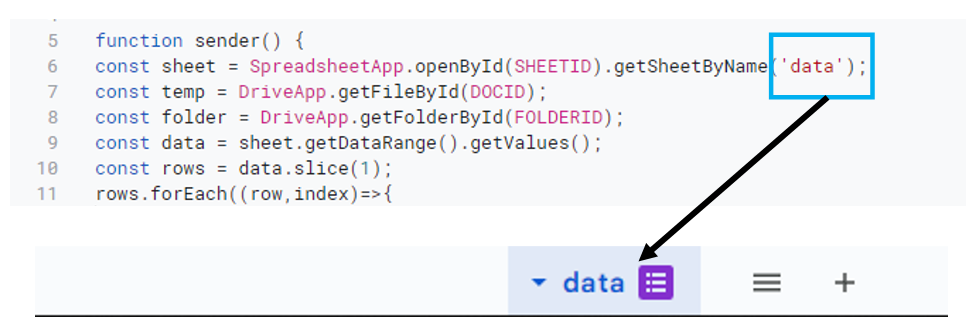 5 function sender() {
6 const sheet = SpreadsheetApp.openById(SHEETID).getSheetByName('data');
7 const temp = DriveApp.getFileById(DOCID);
8 const folder = DriveApp.getFolderById(FOLDERID);
9 const data = sheet.getDataRange().getValues();
10 const rows = data.slice(1);
11 rows.forEach((row,index)=>{
data